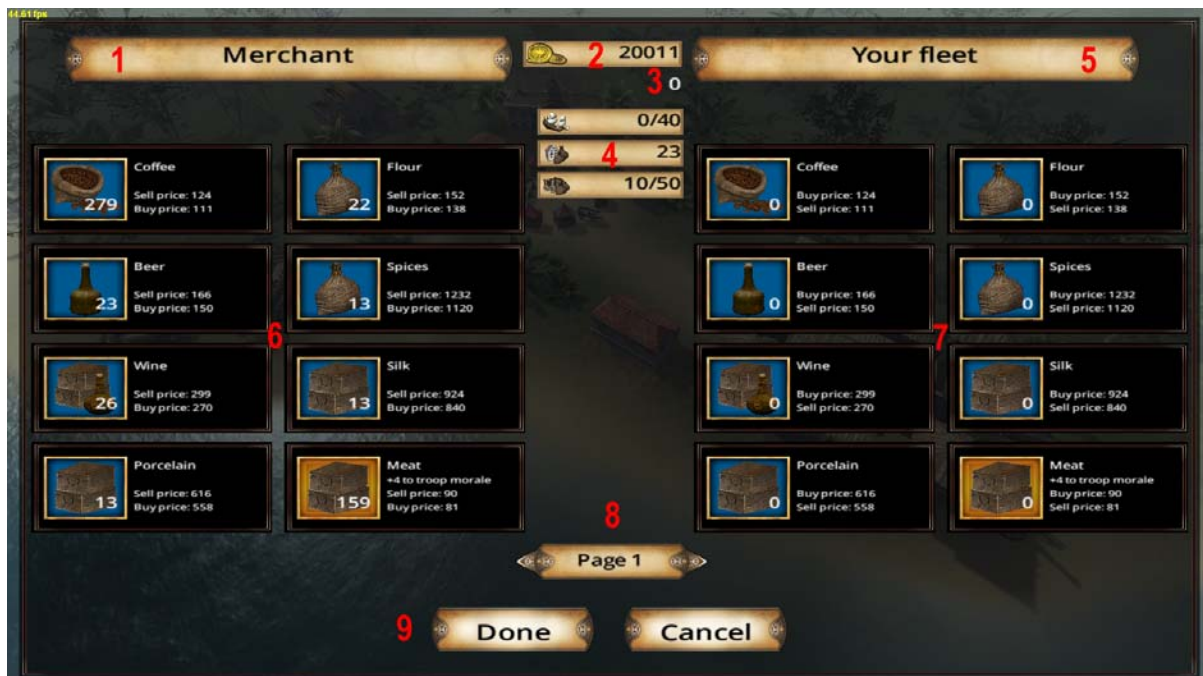 44.61 fps
1 Merchant
2 20011
5 Your fleet
3 0
0/40
4 23
10/50
Coffee
Sell price: 124
Buy price: 111
279
Flour
Sell price: 152
Buy price: 138
22
Beer
Sell price: 166
Buy price: 150
23
Spices
Sell price: 1232
Buy price: 1120
13
6
Wine
Sell price: 299
Buy price: 270
26
Silk
Sell price: 924
Buy price: 840
13
Porcelain
Sell price: 616
Buy price: 558
13
Meat
+4 to troop morale
Sell price: 90
Buy price: 81
159
Coffee
Buy price: 124
Sell price: 111
0
Flour
Buy price: 152
Sell price: 138
0
Beer
Buy price: 166
Sell price: 150
0
Spices
Buy price: 1232
Sell price: 1120
0
7
Wine
Buy price: 299
Sell price: 270
0
Silk
Buy price: 924
Sell price: 840
0
Porcelain
Buy price: 616
Sell price: 558
0
Meat
+4 to troop morale
Buy price: 90
Sell price: 81
0
8
Page 1
9 Done
Cancel